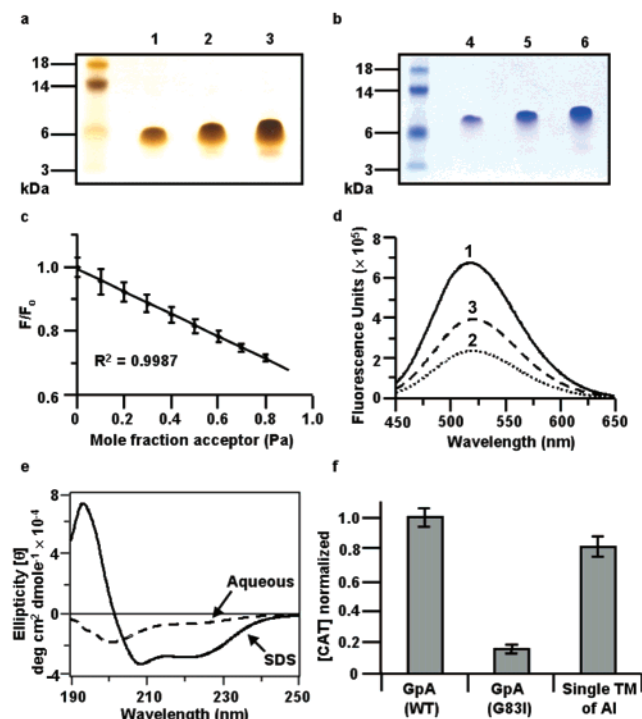 a
1 2 3
18
14
6
3
kDa
b
4 5 6
18
14
6
3
kDa
c
F/Fo
1.0
0.8
0.6
R² = 0.9987
0 0.2 0.4 0.6 0.8 1.0
Mole fraction acceptor (Pa)
d
Fluorescence Units (× 10⁵)
8
6
4
2
0
1
3
2
450 500 550 600 650
Wavelength (nm)
e
Ellipticity [θ]
deg cm² dmole⁻¹ × 10⁻⁴
8
4
0
-4
Aqueous
SDS
190 210 230 250
Wavelength (nm)
f
[CAT] normalized
1.0
0.8
0.6
0.4
0.2
0
GpA
(WT)
GpA
(G83I)
Single TM
of AI